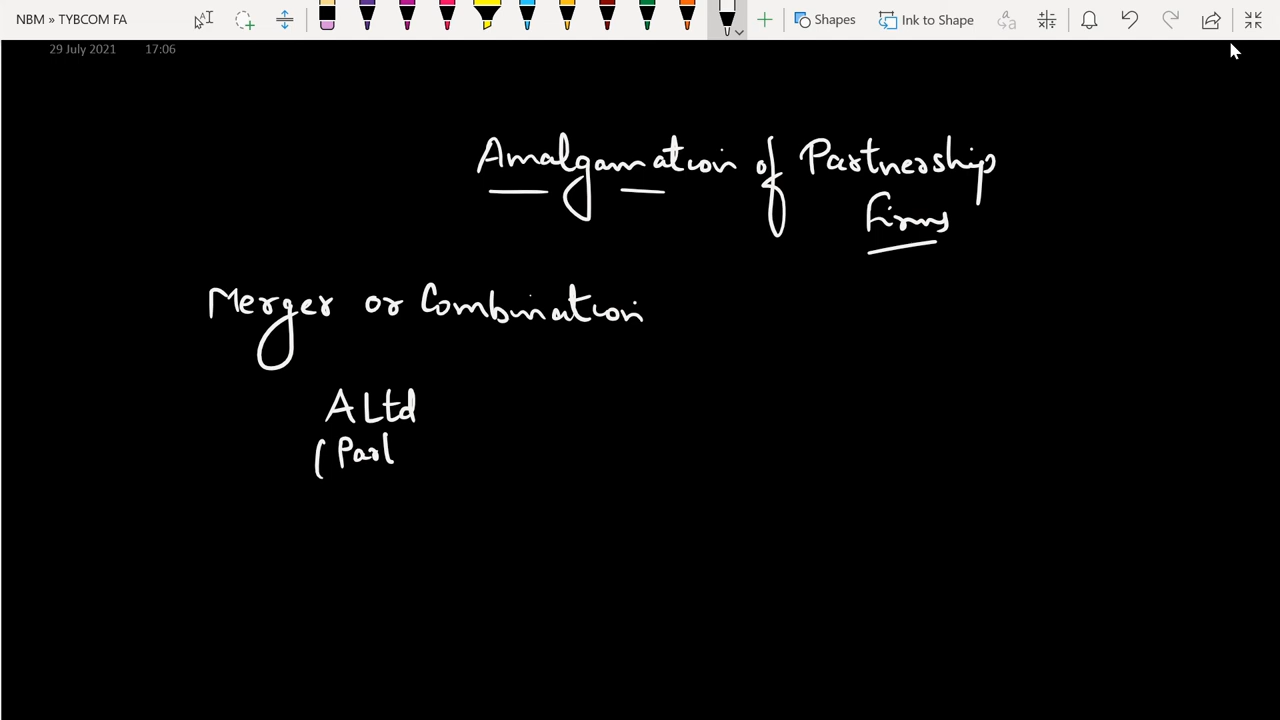 NBM » TYBCOM FA
Shapes
Ink to Shape
29 July 2021 17:06
Amalgamation of Partnership
firms
Merger or Combination
A Ltd
(Part